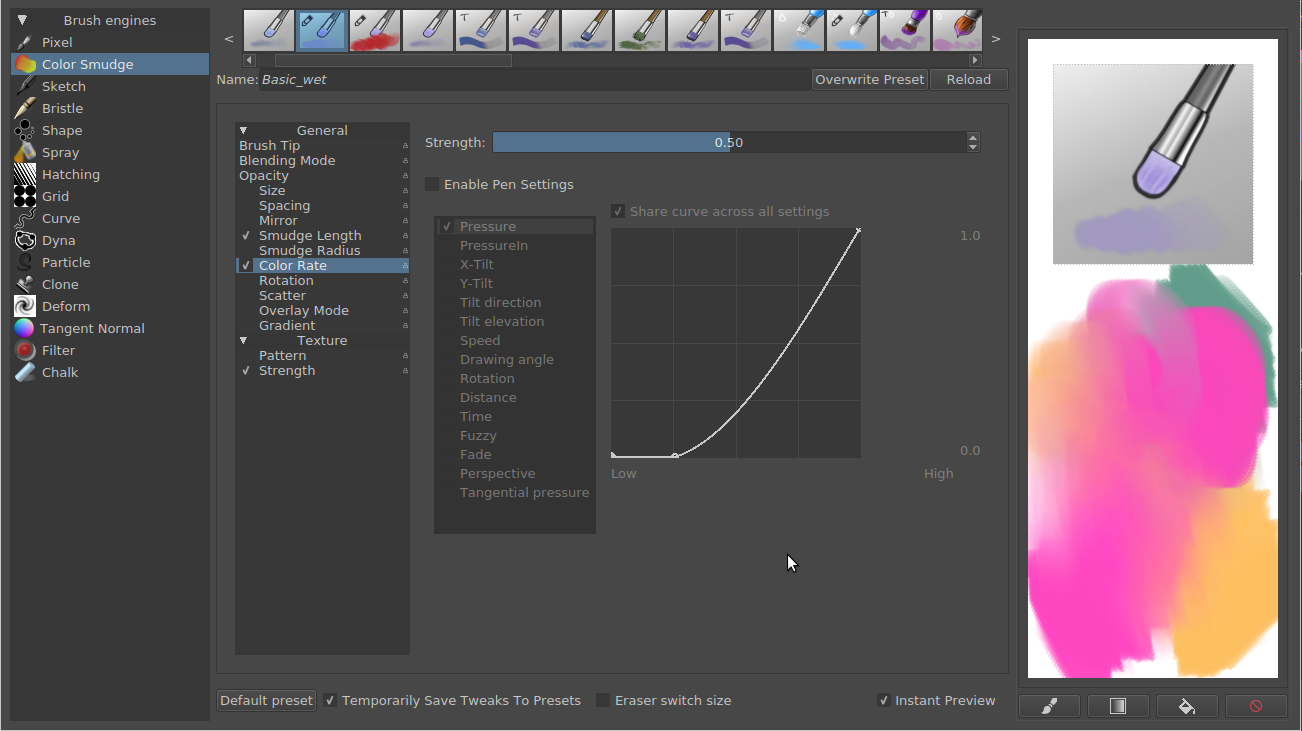 Brush engines
Pixel
Color Smudge
Sketch
Bristle
Shape
Spray
Hatching
Grid
Curve
Dyna
Particle
Clone
Deform
Tangent Normal
Filter
Chalk
<
>
Name: Basic_wet
Overwrite Preset
Reload
General
Brush Tip
Blending Mode
Opacity
Size
Spacing
Mirror
✓ Smudge Length
Smudge Radius
✓ Color Rate
Rotation
Scatter
Overlay Mode
Gradient
Texture
Pattern
✓ Strength
Strength: 0.50
Enable Pen Settings
✓ Pressure
PressureIn
X-Tilt
Y-Tilt
Tilt direction
Tilt elevation
Speed
Drawing angle
Rotation
Distance
Time
Fuzzy
Fade
Perspective
Tangential pressure
✓ Share curve across all settings
1.0
0.0
Low High
Default preset
✓ Temporarily Save Tweaks To Presets
Eraser switch size
✓ Instant Preview